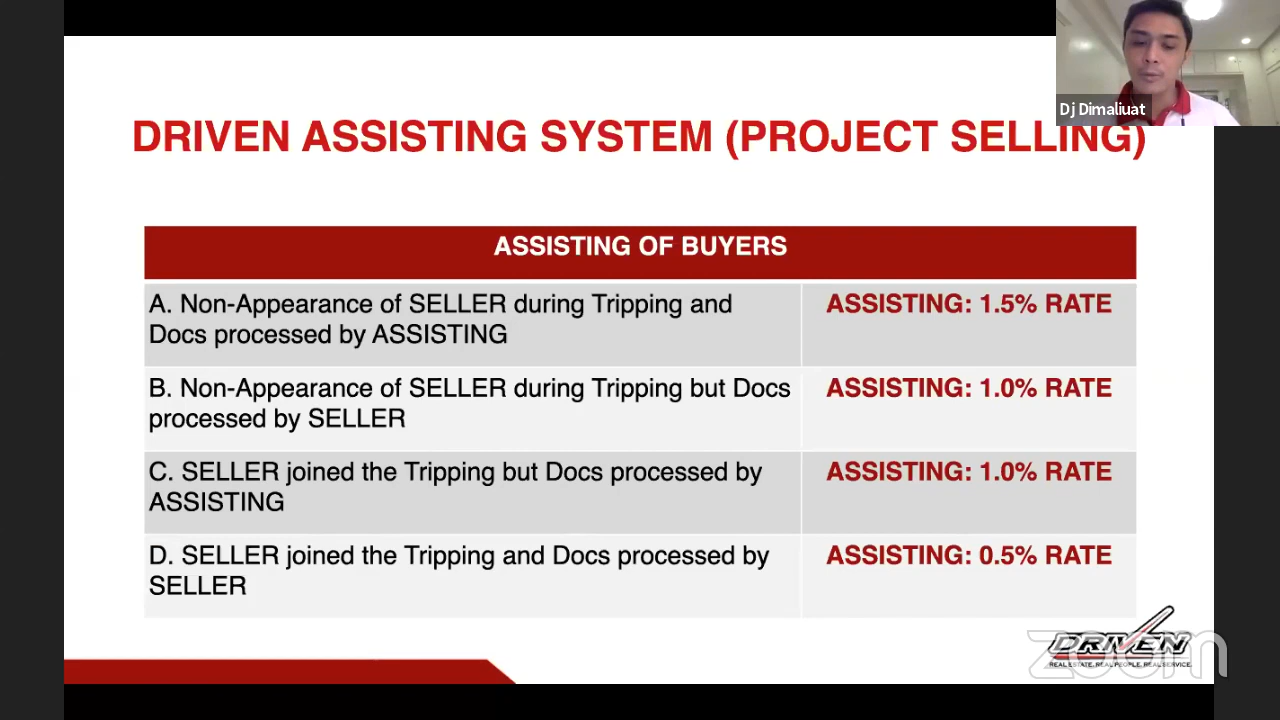 Dj Dimaliuat
DRIVEN ASSISTING SYSTEM (PROJECT SELLING)
ASSISTING OF BUYERS
A. Non-Appearance of SELLER during Tripping and
Docs processed by ASSISTING
ASSISTING: 1.5% RATE
B. Non-Appearance of SELLER during Tripping but Docs
processed by SELLER
ASSISTING: 1.0% RATE
C. SELLER joined the Tripping but Docs processed by
ASSISTING
ASSISTING: 1.0% RATE
D. SELLER joined the Tripping and Docs processed by
SELLER
ASSISTING: 0.5% RATE
DRIVEN
REAL ESTATE. REAL PEOPLE. REAL SERVICE.
zoom